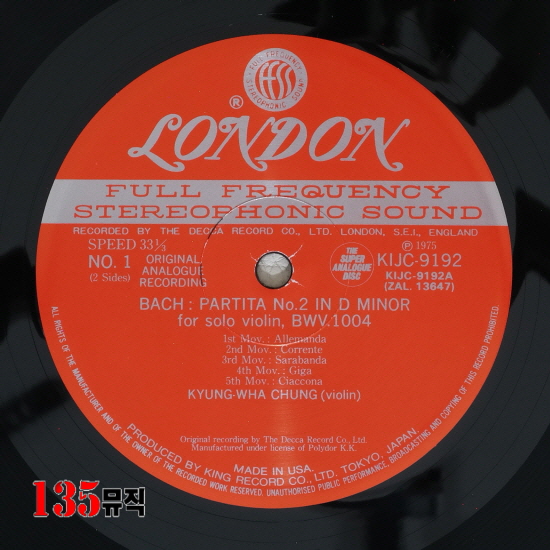 FULL FREQUENCY
FFSS
STEREOPHONIC SOUND
®
LONDON
FULL FREQUENCY
STEREOPHONIC SOUND
RECORDED BY THE DECCA RECORD CO., LTD. LONDON, S.E.I., ENGLAND
SPEED 33⅓
NO. 1
(2 Sides)
ORIGINAL
ANALOGUE
RECORDING
THE
SUPER
ANALOGUE
DISC
Ⓟ 1975
KIJC-9192
KIJC-9192A
(ZAL. 13647)
BACH : PARTITA No.2 IN D MINOR
for solo violin, BWV.1004
1st Mov. : Allemanda
2nd Mov. : Corrente
3rd Mov. : Sarabanda
4th Mov. : Giga
5th Mov. : Ciaccona
KYUNG-WHA CHUNG (violin)
Original recording by The Decca Record Co., Ltd.
Manufactured under license of Polydor K.K.
MADE IN USA.
PRODUCED BY KING RECORD CO., LTD. TOKYO, JAPAN
ALL RIGHTS OF THE MANUFACTURER AND OF THE OWNER OF THE RECORDED WORK RESERVED. UNAUTHORISED PUBLIC PERFORMANCE, BROADCASTING AND COPYING OF THIS RECORD PROHIBITED.
135뮤직